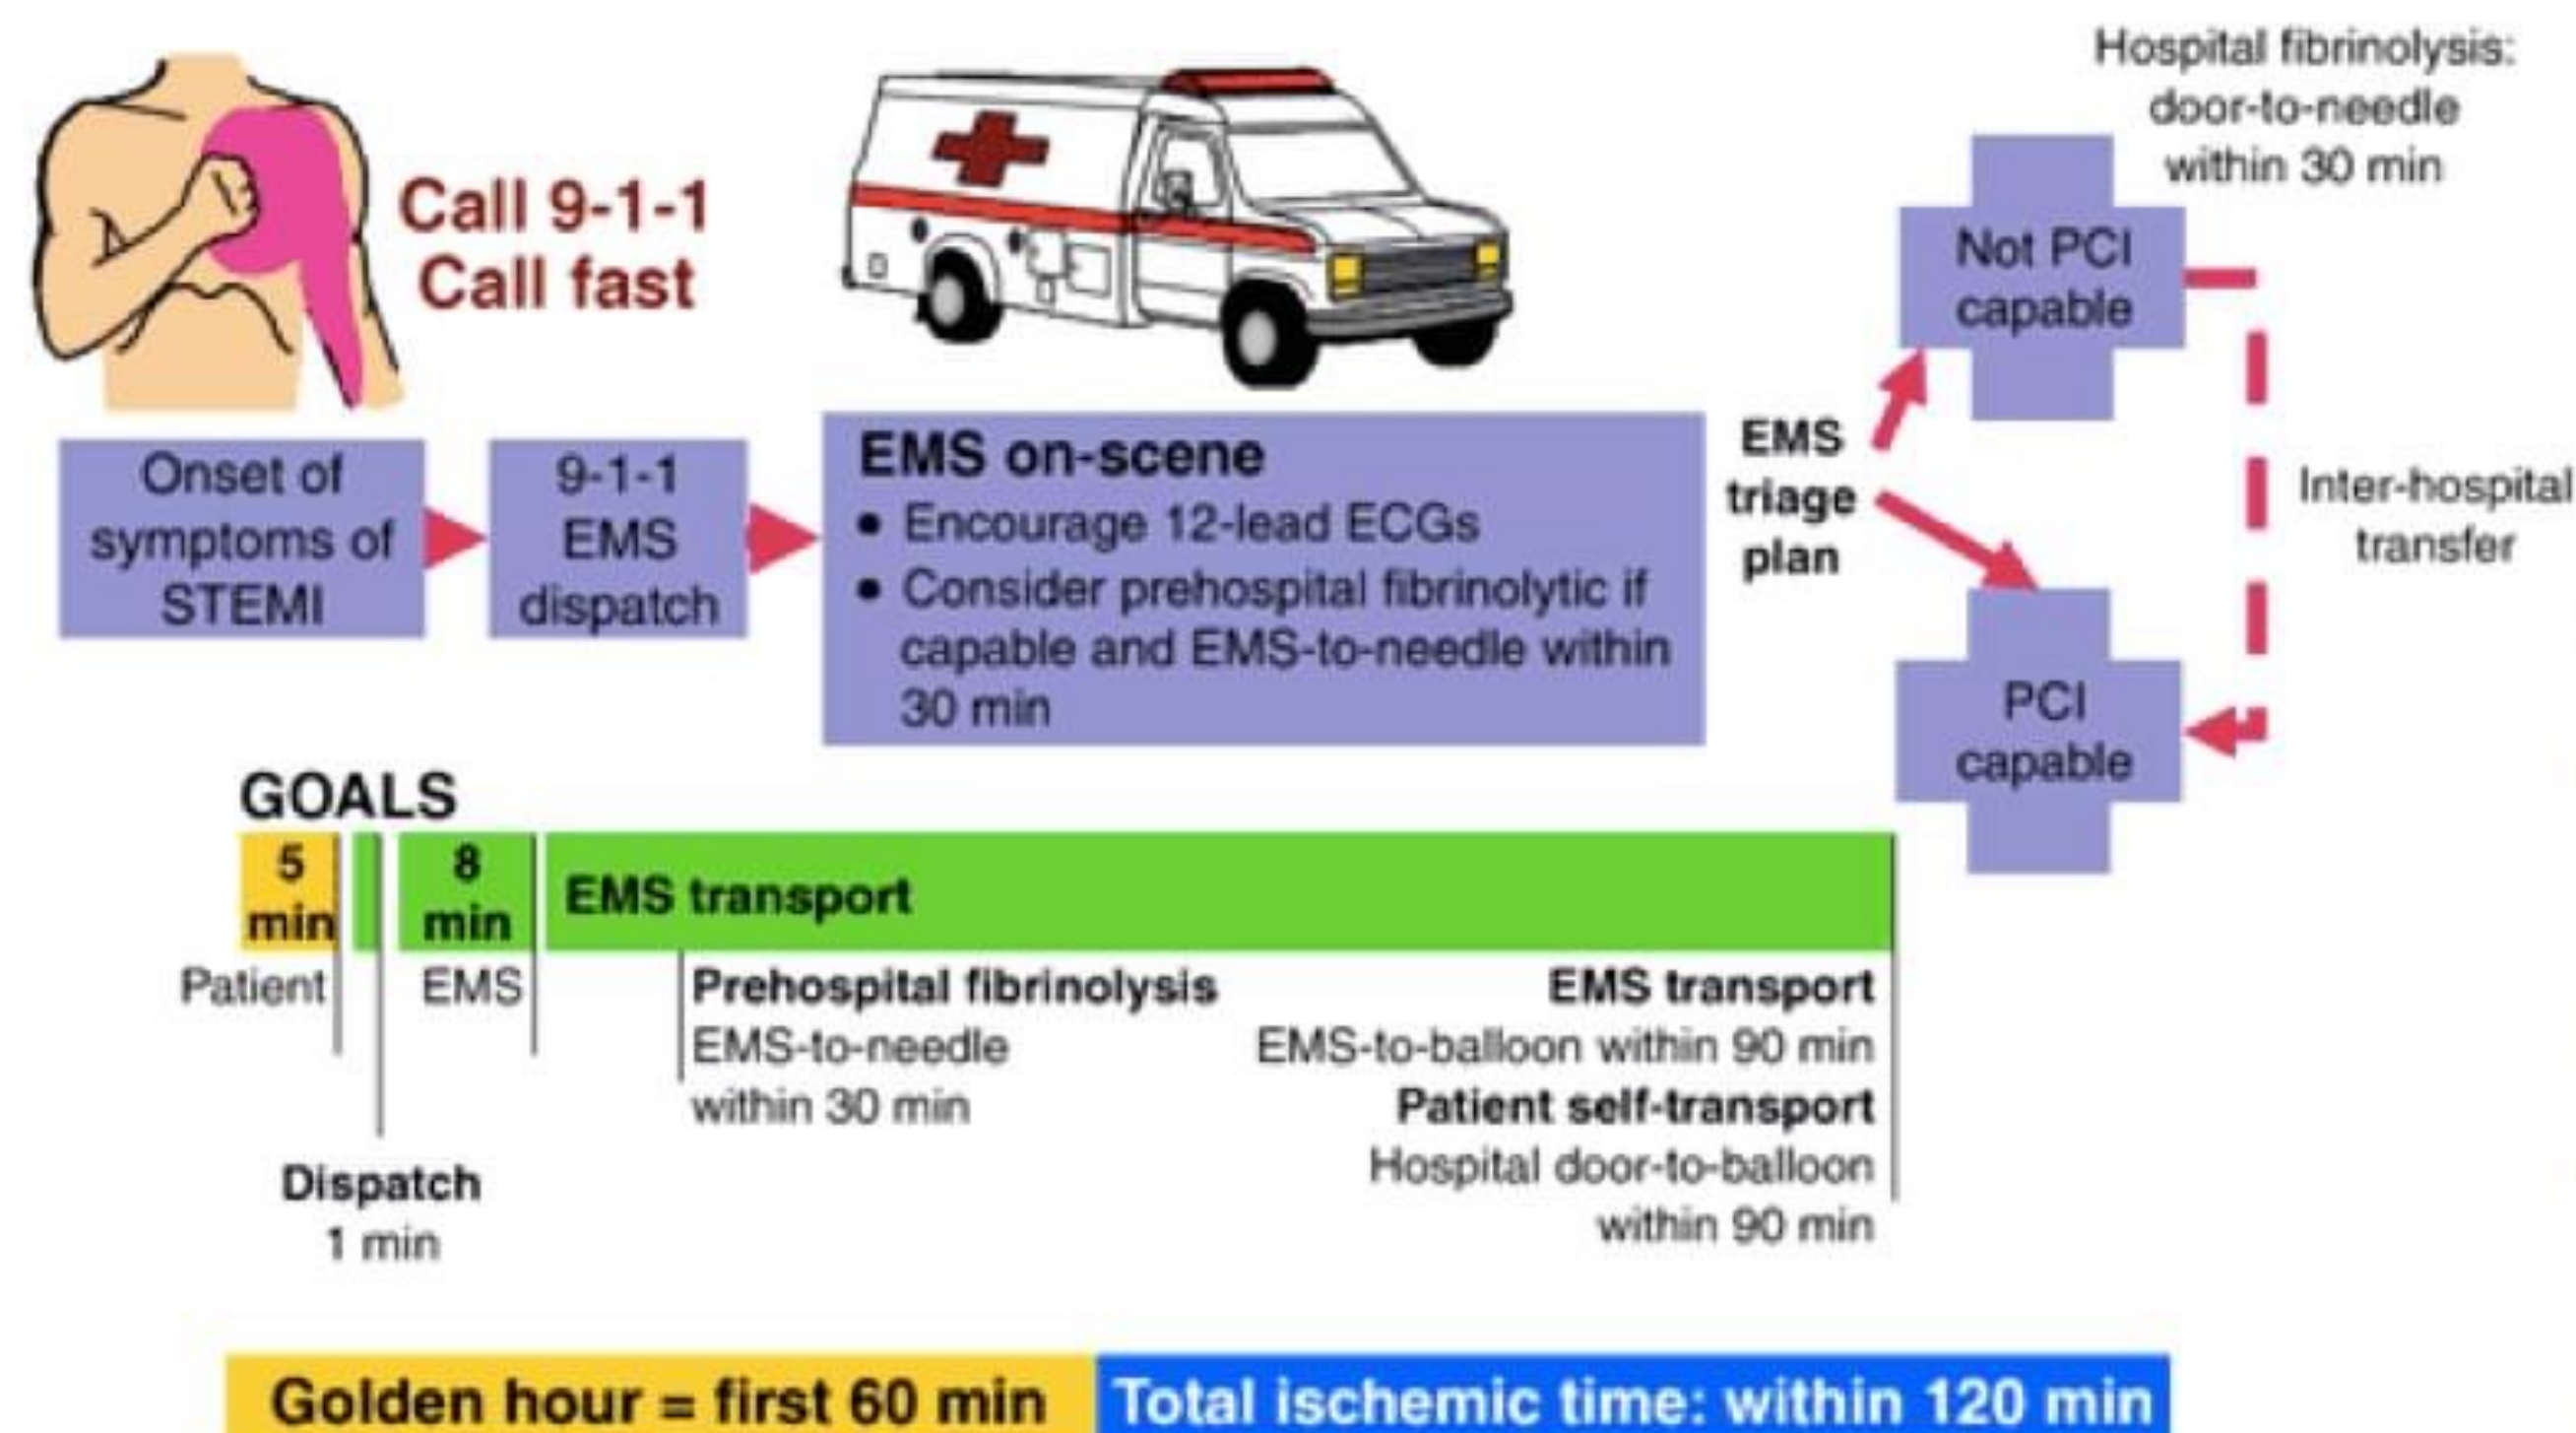 Hospital fibrinolysis:
door-to-needle
within 30 min
Call 9-1-1
Call fast
Not PCI
capable
Onset of
symptoms of
STEMI
9-1-1
EMS
dispatch
EMS on-scene
• Encourage 12-lead ECGs
• Consider prehospital fibrinolytic if
capable and EMS-to-needle within
30 min
EMS
triage
plan
Inter-hospital
transfer
PCI
capable
GOALS
5
min
8
min
EMS transport
Patient
EMS
Dispatch
1 min
Prehospital fibrinolysis
EMS-to-needle
within 30 min
EMS transport
EMS-to-balloon within 90 min
Patient self-transport
Hospital door-to-balloon
within 90 min
Golden hour = first 60 min
Total ischemic time: within 120 min